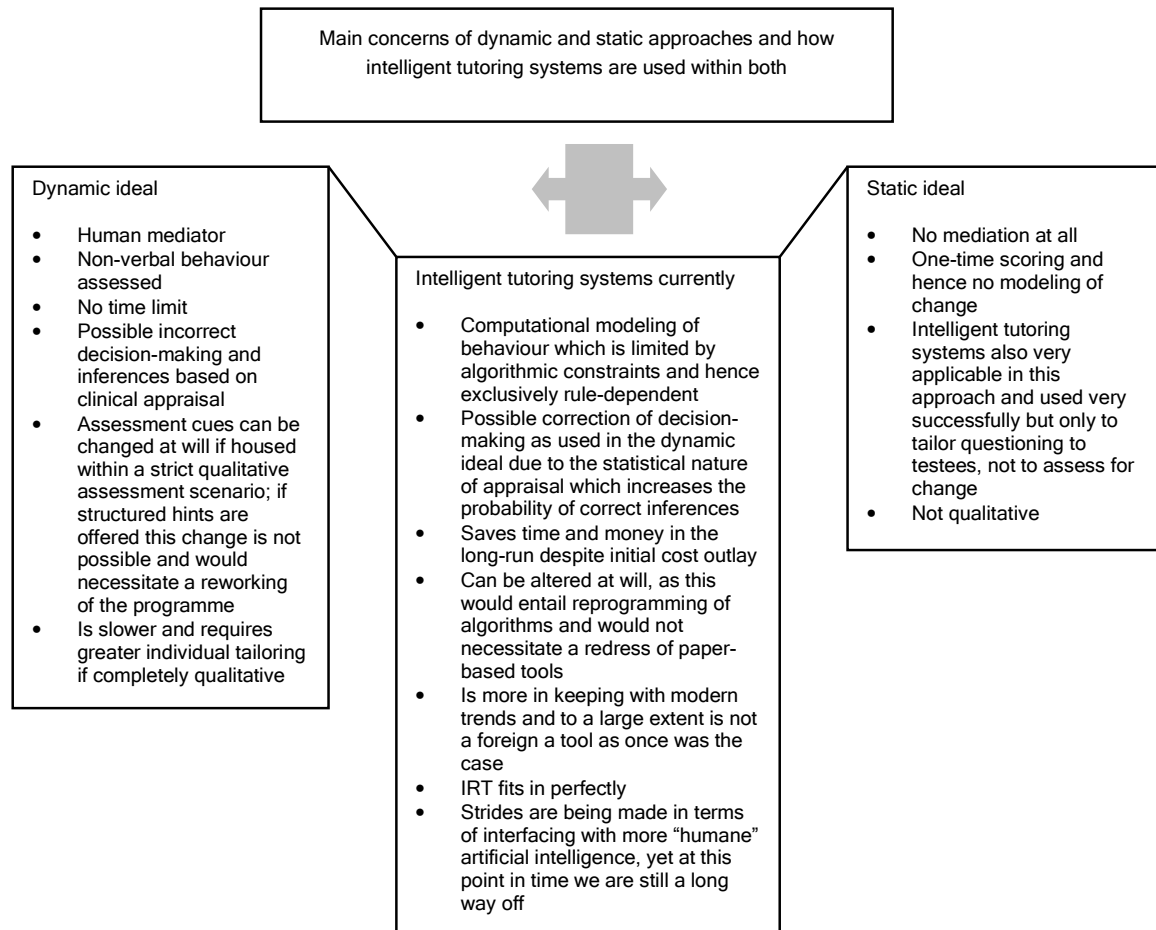 Main concerns of dynamic and static approaches and how
intelligent tutoring systems are used within both
Dynamic ideal
• Human mediator
• Non-verbal behaviour
assessed
• No time limit
• Possible incorrect
decision-making and
inferences based on
clinical appraisal
• Assessment cues can be
changed at will if housed
within a strict qualitative
assessment scenario; if
structured hints are
offered this change is not
possible and would
necessitate a reworking
of the programme
• Is slower and requires
greater individual tailoring
if completely qualitative
Intelligent tutoring systems currently
• Computational modeling of
behaviour which is limited by
algorithmic constraints and hence
exclusively rule-dependent
• Possible correction of decision-
making as used in the dynamic
ideal due to the statistical nature
of appraisal which increases the
probability of correct inferences
• Saves time and money in the
long-run despite initial cost outlay
• Can be altered at will, as this
would entail reprogramming of
algorithms and would not
necessitate a redress of paper-
based tools
• Is more in keeping with modern
trends and to a large extent is not
a foreign a tool as once was the
case
• IRT fits in perfectly
• Strides are being made in terms
of interfacing with more “humane”
artificial intelligence, yet at this
point in time we are still a long
way off
Static ideal
• No mediation at all
• One-time scoring and
hence no modeling of
change
• Intelligent tutoring
systems also very
applicable in this
approach and used very
successfully but only to
tailor questioning to
testees, not to assess for
change
• Not qualitative